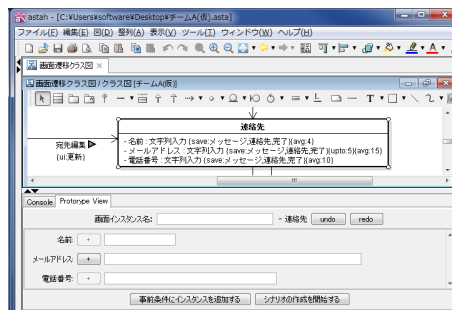 astah - [C:¥Users¥software¥Desktop¥チームA(仮).asta]
ファイル(F) 編集(E) 図(D) 整列(A) 表示(V) ツール(T) ウィンドウ(W) ヘルプ(H)
画面遷移クラス図
画面遷移クラス図 / クラス図 [チームA(仮)]
連絡先
- 名前 : 文字列入力 {save:メッセージ,連絡先,完了}{avg:4}
- メールアドレス : 文字列入力 {save:メッセージ,連絡先,完了}{upto:5}{avg:15}
- 電話番号 : 文字列入力 {save:メッセージ,連絡先,完了}{avg:10}
宛先編集 ▶
{ui:更新}
Console Prototype View
画面インスタンス名: - 連絡先 undo redo
名前: +
メールアドレス: +
電話番号: +
事前条件にインスタンスを追加する シナリオの作成を開始する